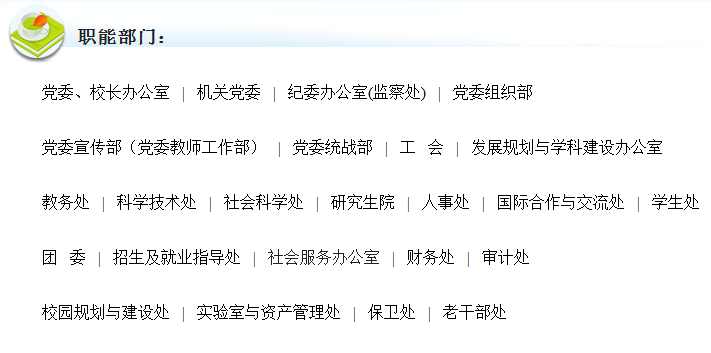 职能部门：
党委、校长办公室 | 机关党委 | 纪委办公室(监察处) | 党委组织部
党委宣传部（党委教师工作部） | 党委统战部 | 工 会 | 发展规划与学科建设办公室
教务处 | 科学技术处 | 社会科学处 | 研究生院 | 人事处 | 国际合作与交流处 | 学生处
团 委 | 招生及就业指导处 | 社会服务办公室 | 财务处 | 审计处
校园规划与建设处 | 实验室与资产管理处 | 保卫处 | 老干部处